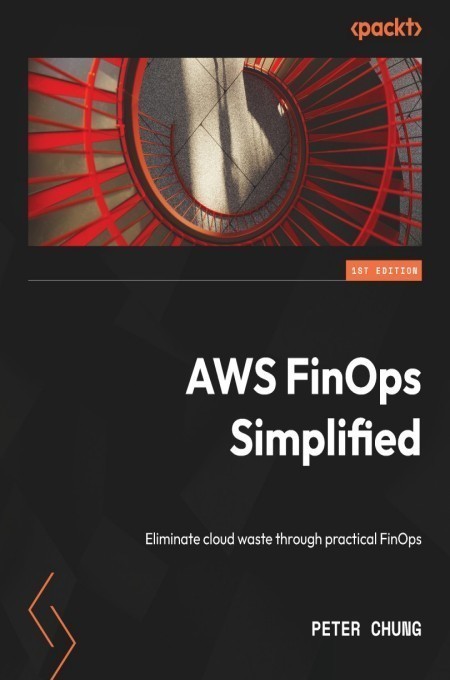 <packt>
1ST EDITION
AWS FinOps
Simplified
Eliminate cloud waste through practical FinOps
PETER CHUNG